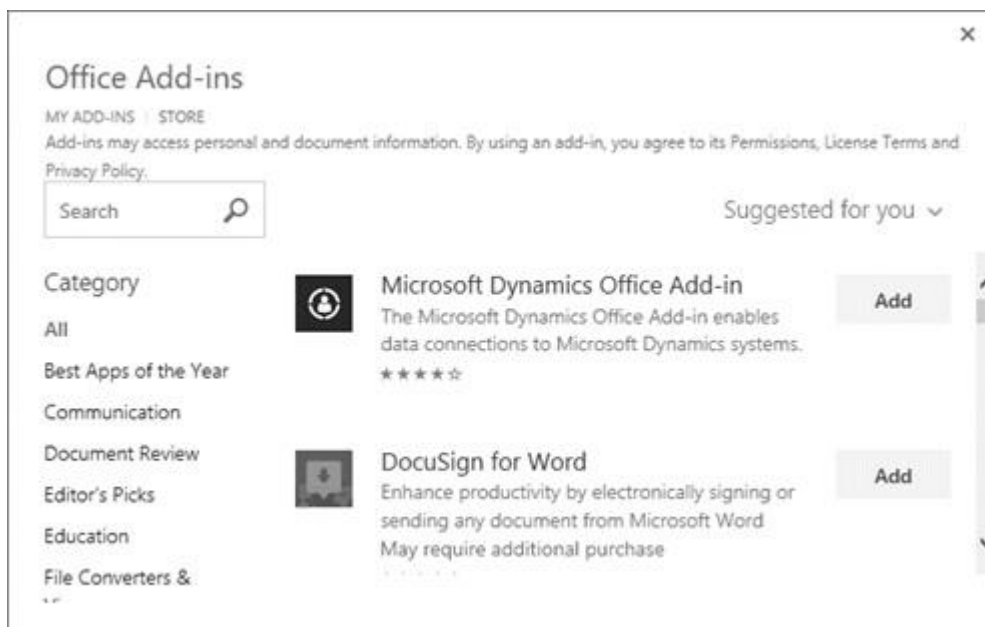 Office Add-ins
MY ADD-INS | STORE
Add-ins may access personal and document information. By using an add-in, you agree to its Permissions, License Terms and
Privacy Policy.
Search
Suggested for you
Category
All
Best Apps of the Year
Communication
Document Review
Editor's Picks
Education
File Converters &
Microsoft Dynamics Office Add-in
The Microsoft Dynamics Office Add-in enables
data connections to Microsoft Dynamics systems.
Add
DocuSign for Word
Enhance productivity by electronically signing or
sending any document from Microsoft Word
May require additional purchase
Add